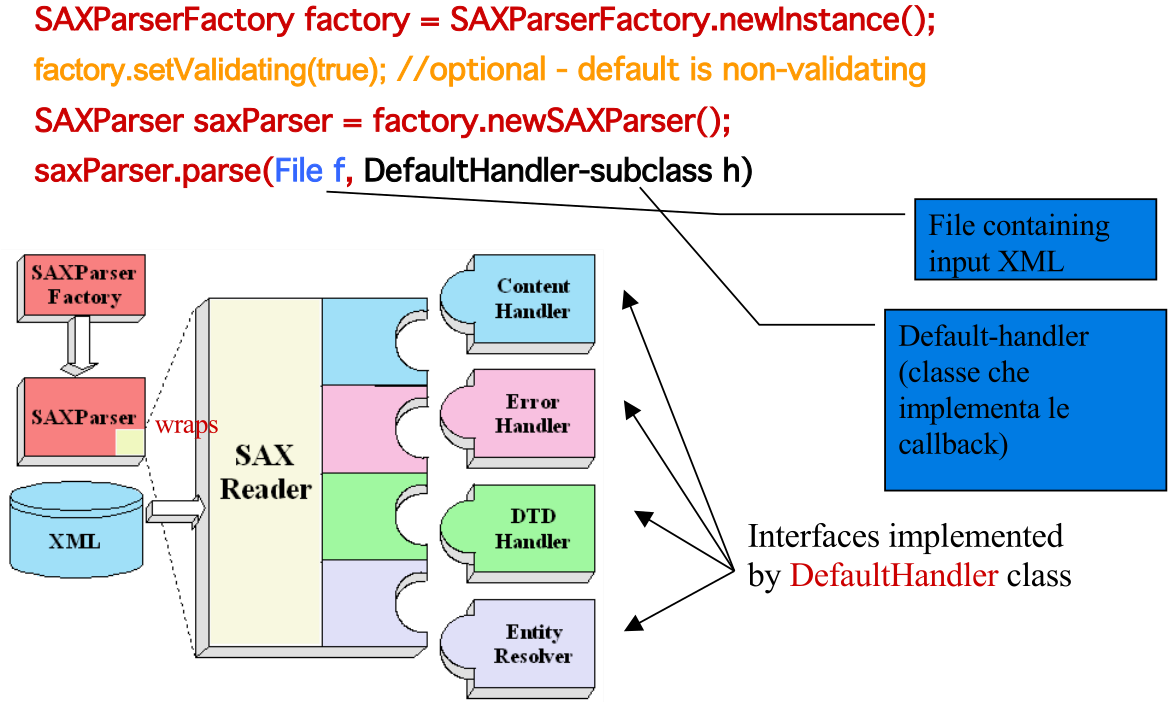 SAXParserFactory factory = SAXParserFactory.newInstance();
factory.setValidating(true); //optional - default is non-validating
SAXParser saxParser = factory.newSAXParser();
saxParser.parse(File f, DefaultHandler-subclass h)
File containing
input XML
Default-handler
(classe che
implementa le
callback)
SAXParser
Factory
SAXParser
wraps
XML
SAX
Reader
Content
Handler
Error
Handler
DTD
Handler
Entity
Resolver
Interfaces implemented
by DefaultHandler class